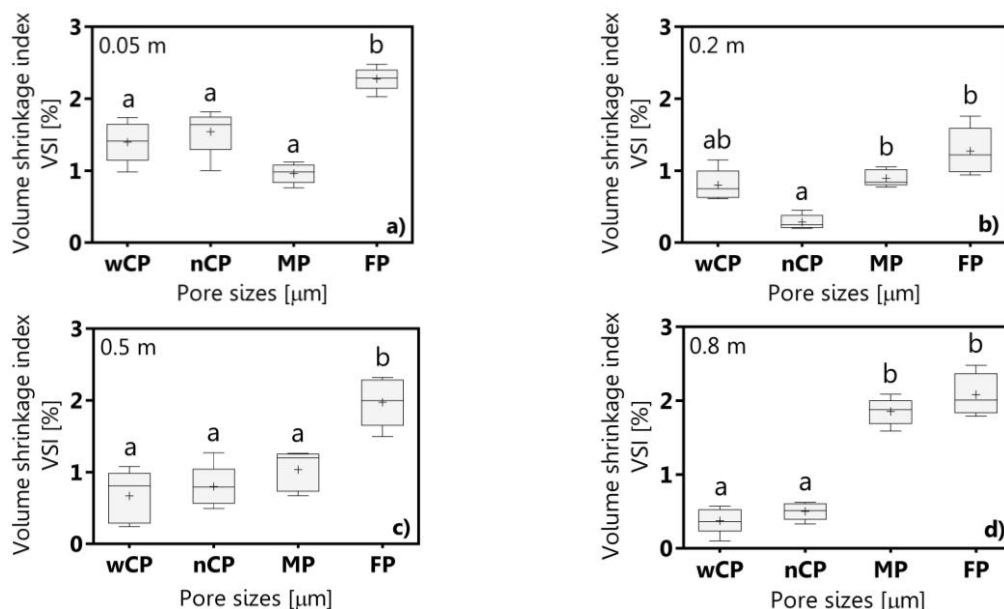 Volume shrinkage index
VSI [%]
3
2
1
0
0.05 m
a
a
a
b
a)
wCP nCP MP FP
Pore sizes [μm]
Volume shrinkage index
VSI [%]
3
2
1
0
0.2 m
ab
a
b
b
b)
wCP nCP MP FP
Pore sizes [μm]
Volume shrinkage index
VSI [%]
3
2
1
0
0.5 m
a
a
a
b
c)
wCP nCP MP FP
Pore sizes [μm]
Volume shrinkage index
VSI [%]
3
2
1
0
0.8 m
a
a
b
b
d)
wCP nCP MP FP
Pore sizes [μm]